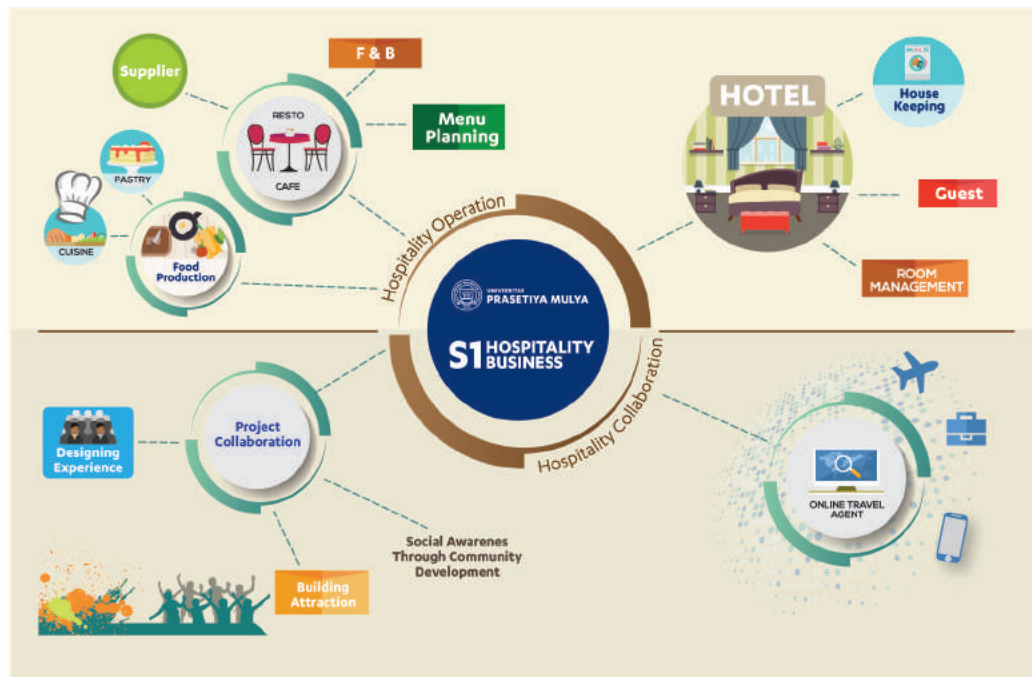 Supplier
F & B
RESTO
CAFE
Menu
Planning
PASTRY
CUISINE
Food
Production
HOTEL
House
Keeping
Guest
ROOM
MANAGEMENT
Hospitality Operation
UNIVERSITAS
PRASETIYA MULYA
S1 HOSPITALITY
BUSINESS
Hospitality Collaboration
Project
Collaboration
Designing
Experience
Social Awarenes
Through Community
Development
Building
Attraction
ONLINE TRAVEL
AGENT